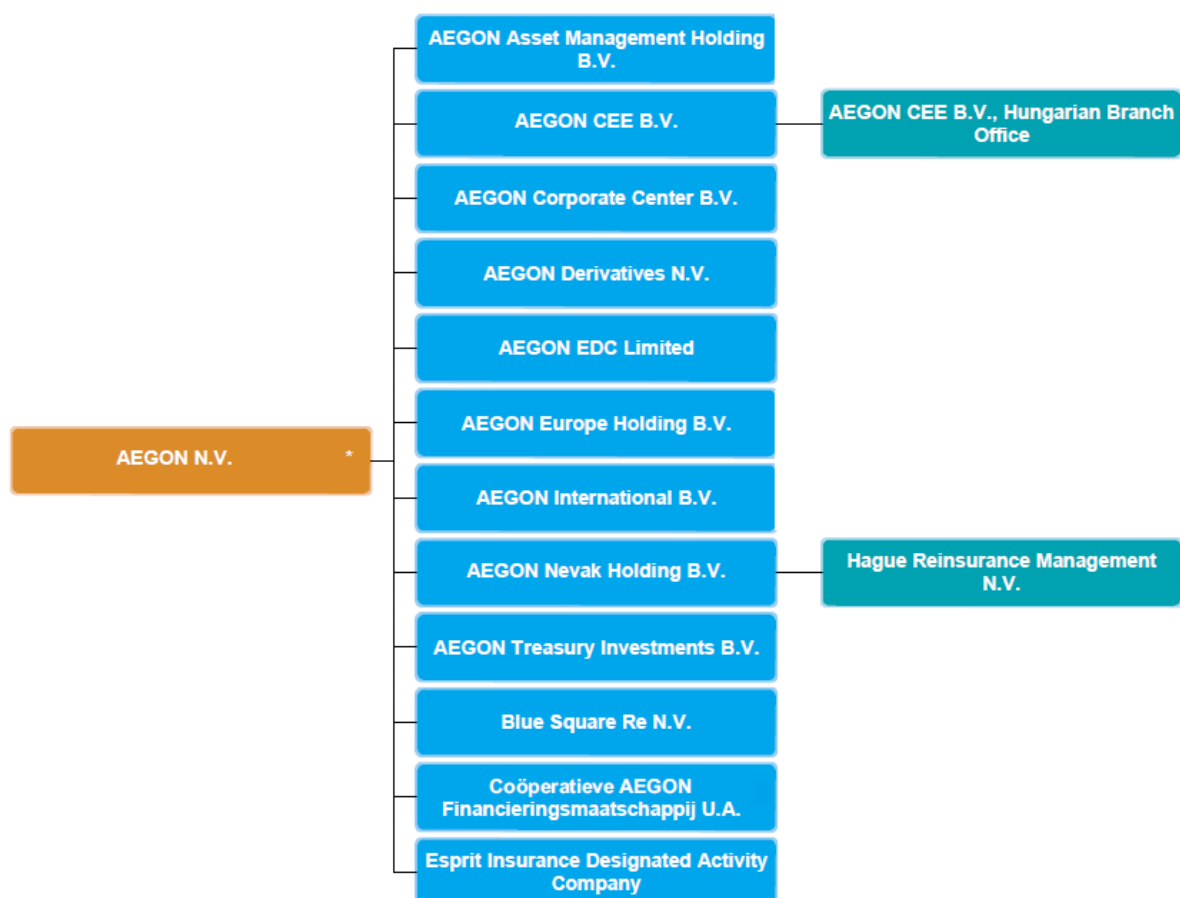 AEGON Asset Management Holding
B.V.
AEGON CEE B.V.
AEGON CEE B.V., Hungarian Branch
Office
AEGON Corporate Center B.V.
AEGON Derivatives N.V.
AEGON EDC Limited
AEGON Europe Holding B.V.
AEGON N.V. *
AEGON International B.V.
AEGON Nevak Holding B.V.
Hague Reinsurance Management
N.V.
AEGON Treasury Investments B.V.
Blue Square Re N.V.
Coöperatieve AEGON
Financieringsmaatschappij U.A.
Esprit Insurance Designated Activity
Company